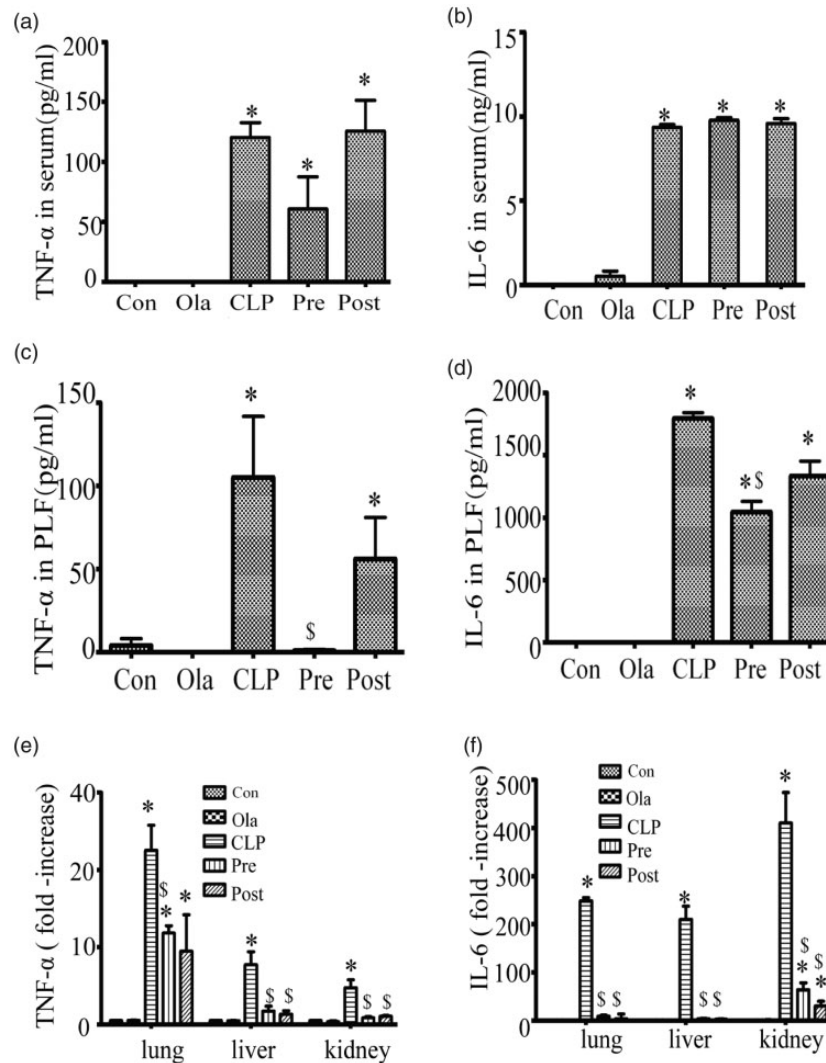 (a)
TNF-α in serum(pg/ml)
200
150
100
50
0
* * *
Con Ola CLP Pre Post
(b)
IL-6 in serum(ng/ml)
15
10
5
0
* * *
Con Ola CLP Pre Post
(c)
TNF-α in PLF(pg/ml)
150
100
50
0
* $ *
Con Ola CLP Pre Post
(d)
IL-6 in PLF(pg/ml)
2000
1500
1000
500
0
* *$ *
Con Ola CLP Pre Post
(e)
TNF-α ( fold -increase)
40
20
10
0
Con
Ola
CLP
Pre
Post
* $ * *
* $ $
* $ $
lung liver kidney
(f)
IL-6 ( fold -increase)
500
400
300
200
100
0
Con
Ola
CLP
Pre
Post
* $ $
* $ $
* $ * $ *
lung liver kidney